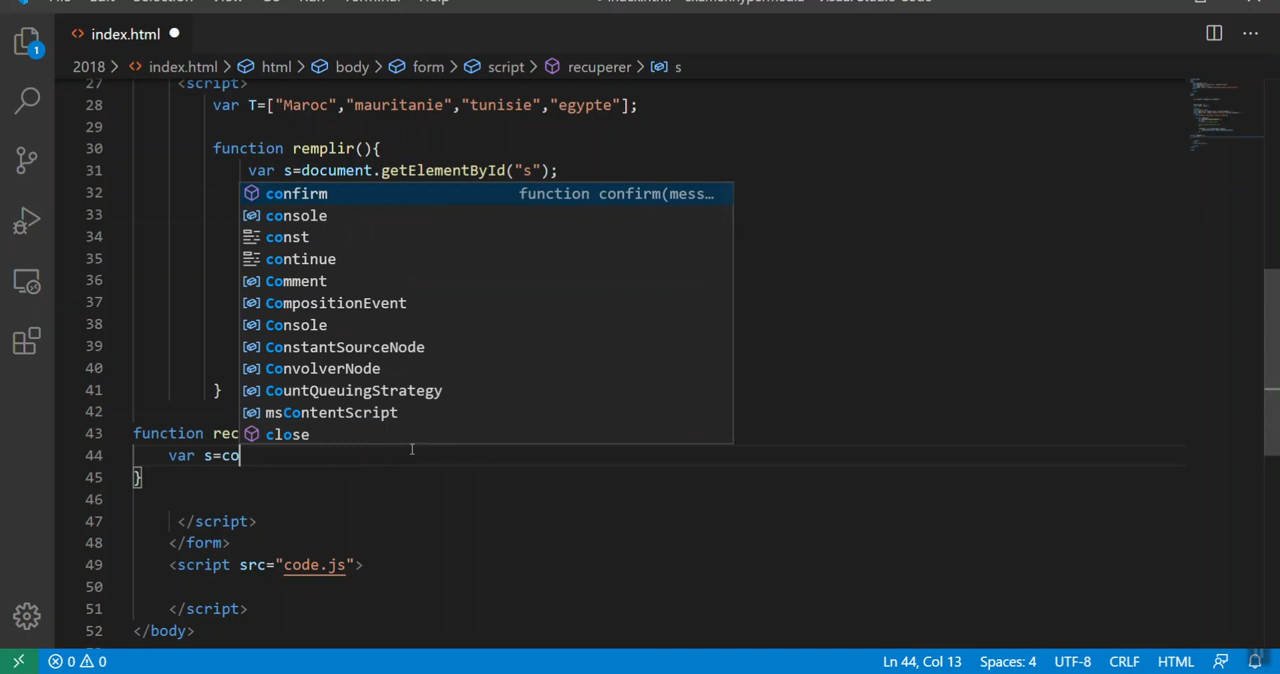 index.html
2018 > index.html > html > body > form > script > recuperer > s
27 <script>
28 var T=["Maroc","mauritanie","tunisie","egypte"];
29
30 function remplir(){
31 var s=document.getElementById("s");
32
33
34
35
36
37
38
39
40
41 }
42
43 function rec
44 var s=co
45 }
46
47 </script>
48 </form>
49 <script src="code.js">
50
51 </script>
52 </body>
confirm function confirm(mess…
console
const
continue
Comment
CompositionEvent
Console
ConstantSourceNode
ConvolverNode
CountQueuingStrategy
msContentScript
close
1
0 0 Ln 44, Col 13 Spaces: 4 UTF-8 CRLF HTML